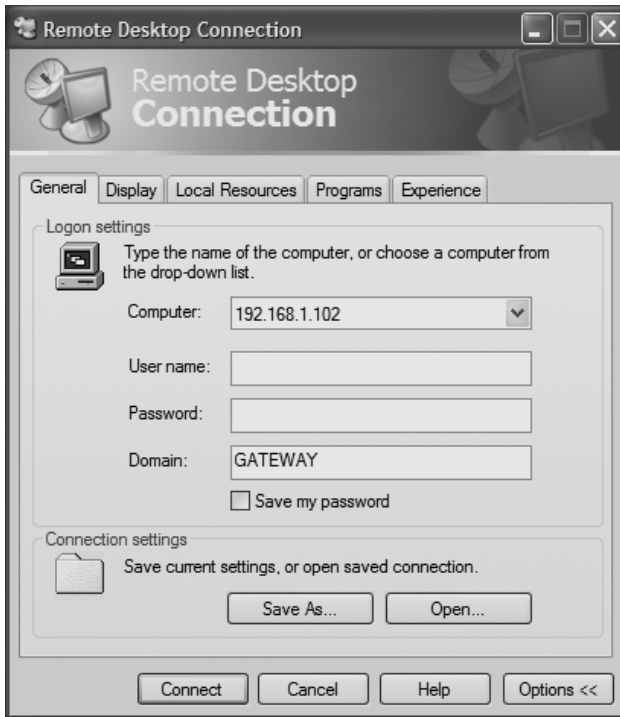 Remote Desktop Connection
Remote Desktop
Connection
General Display Local Resources Programs Experience
Logon settings
Type the name of the computer, or choose a computer from
the drop-down list.
Computer: 192.168.1.102
User name:
Password:
Domain: GATEWAY
Save my password
Connection settings
Save current settings, or open saved connection.
Save As... Open...
Connect Cancel Help Options <<